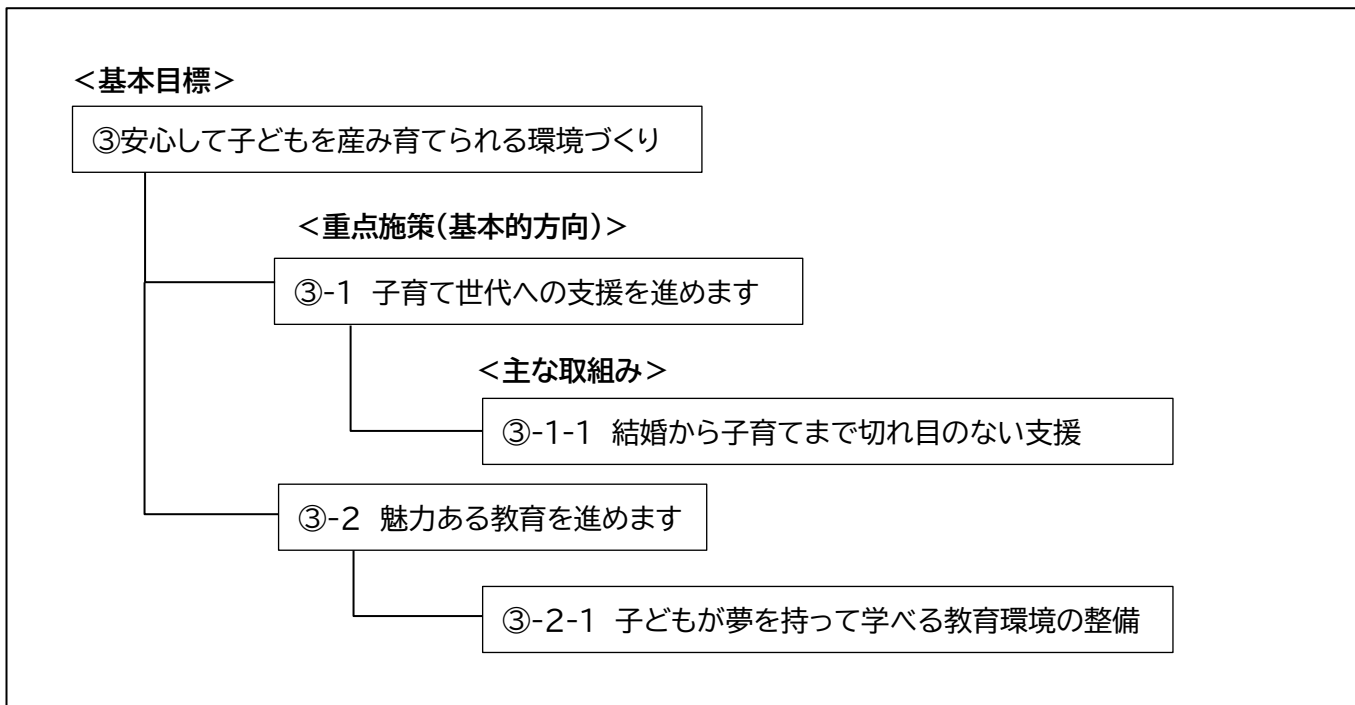 ＜基本目標＞
③安心して子どもを産み育てられる環境づくり
＜重点施策(基本的方向)＞
③-1 子育て世代への支援を進めます
＜主な取組み＞
③-1-1 結婚から子育てまで切れ目のない支援
③-2 魅力ある教育を進めます
③-2-1 子どもが夢を持って学べる教育環境の整備